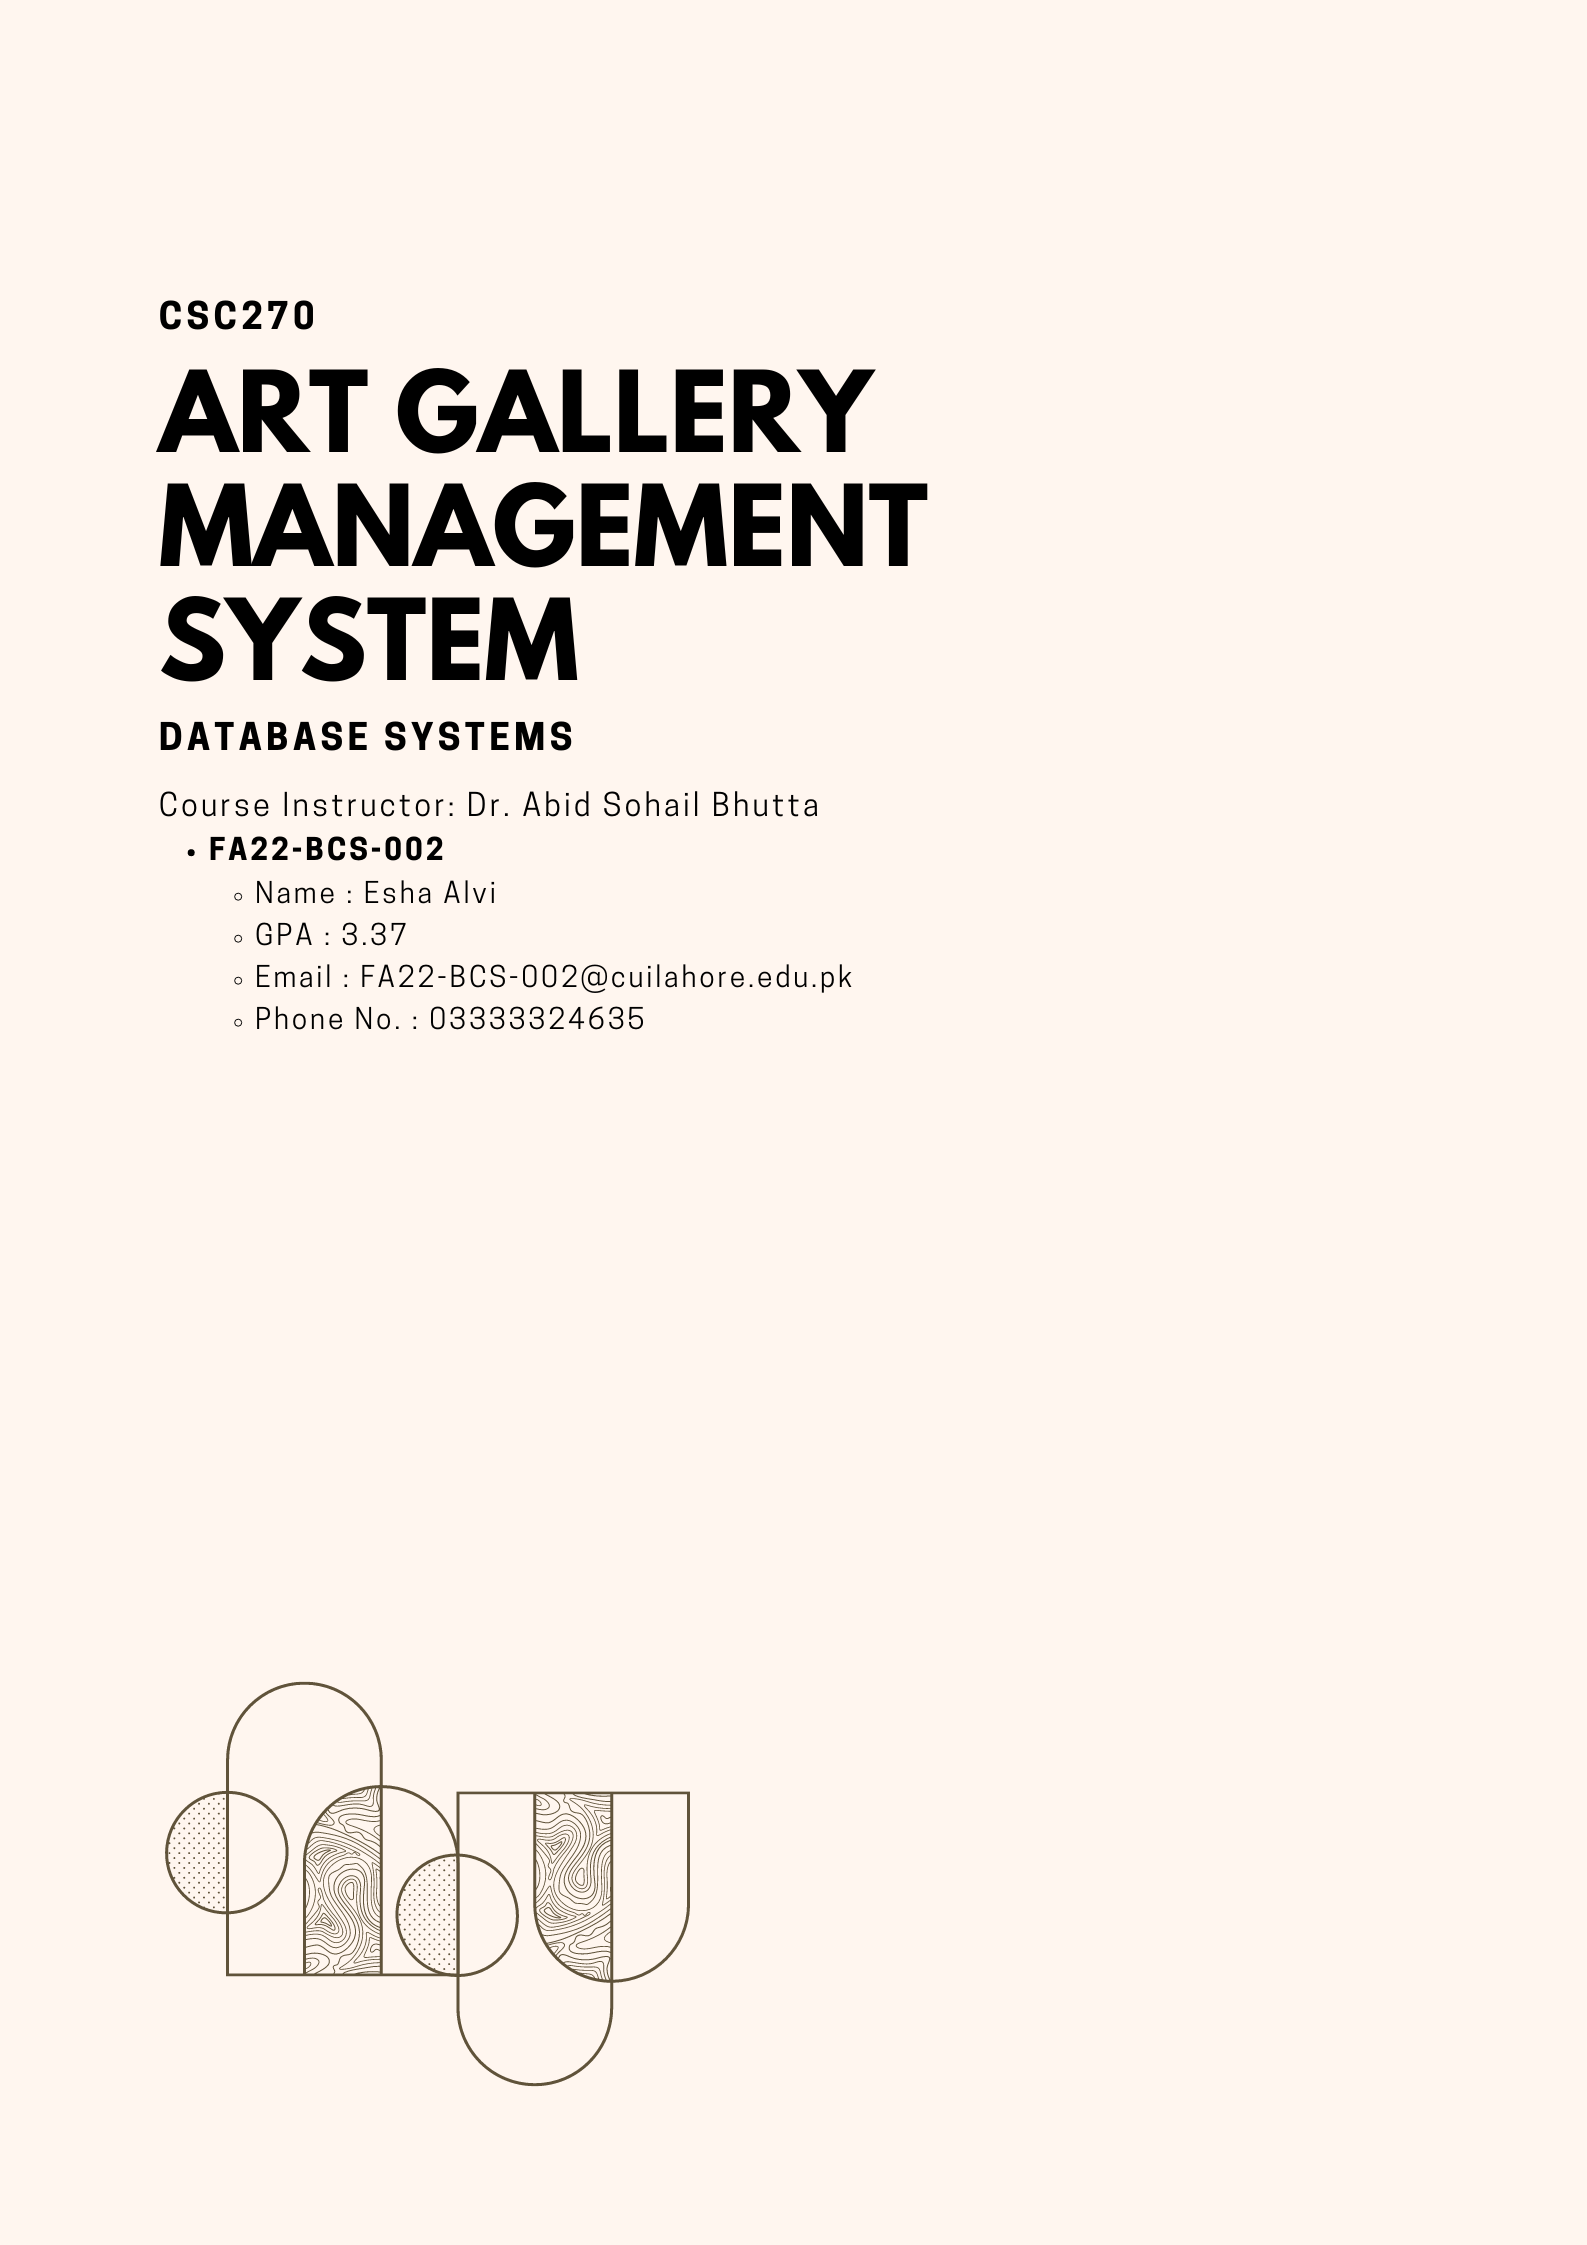 CSC270
ART GALLERY
MANAGEMENT
SYSTEM
DATABASE SYSTEMS
Course Instructor: Dr. Abid Sohail Bhutta
• FA22-BCS-002
◦ Name : Esha Alvi
◦ GPA : 3.37
◦ Email : FA22-BCS-002@cuilahore.edu.pk
◦ Phone No. : 03333324635